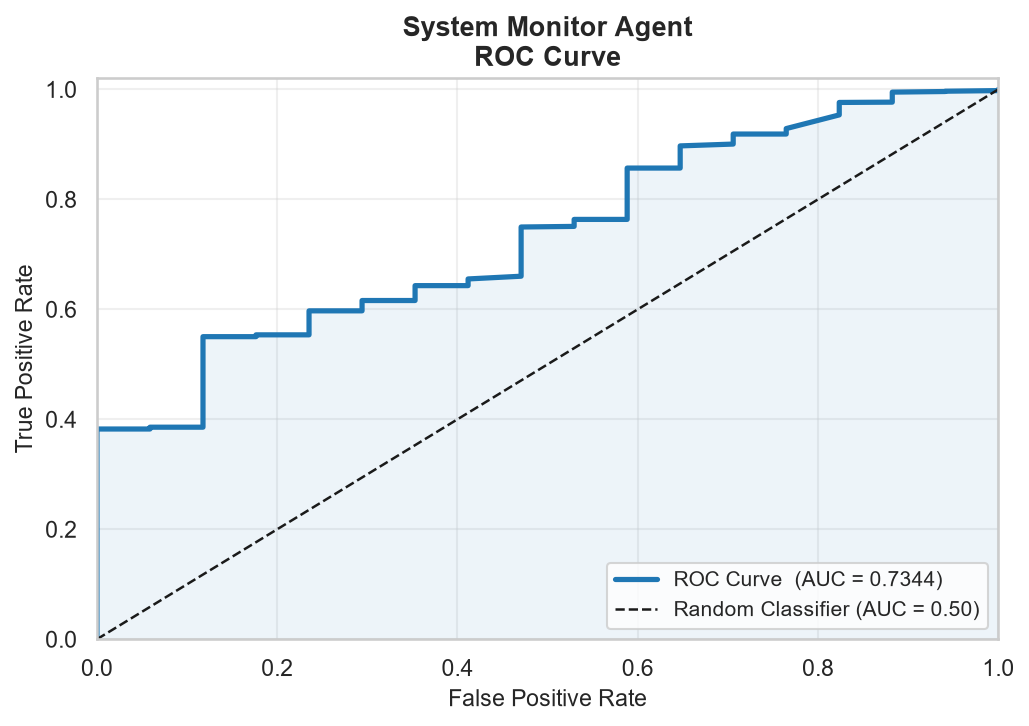 System Monitor Agent
ROC Curve
True Positive Rate
1.0
0.8
0.6
0.4
0.2
0.0
ROC Curve  (AUC = 0.7344)
Random Classifier (AUC = 0.50)
0.0 0.2 0.4 0.6 0.8 1.0
False Positive Rate